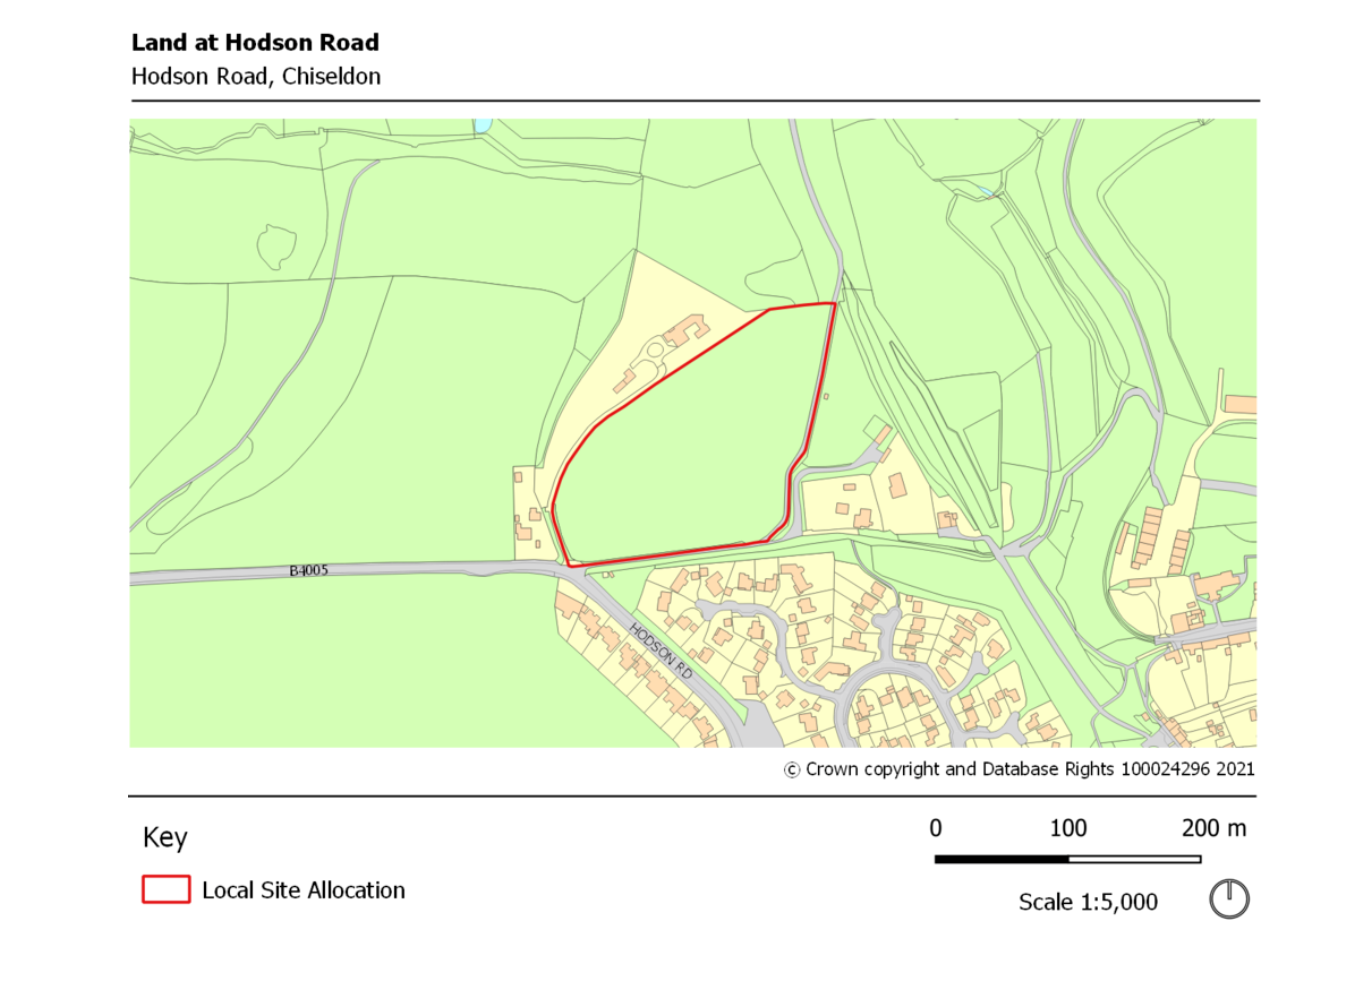 Land at Hodson Road
Hodson Road, Chiseldon
B4005
HODSON RD
© Crown copyright and Database Rights 100024296 2021
Key
Local Site Allocation
0 100 200 m
Scale 1:5,000